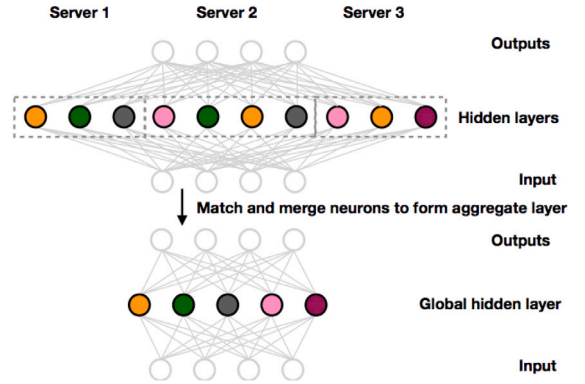 Server 1 Server 2 Server 3
Outputs
Hidden layers
Input
Match and merge neurons to form aggregate layer
Outputs
Global hidden layer
Input